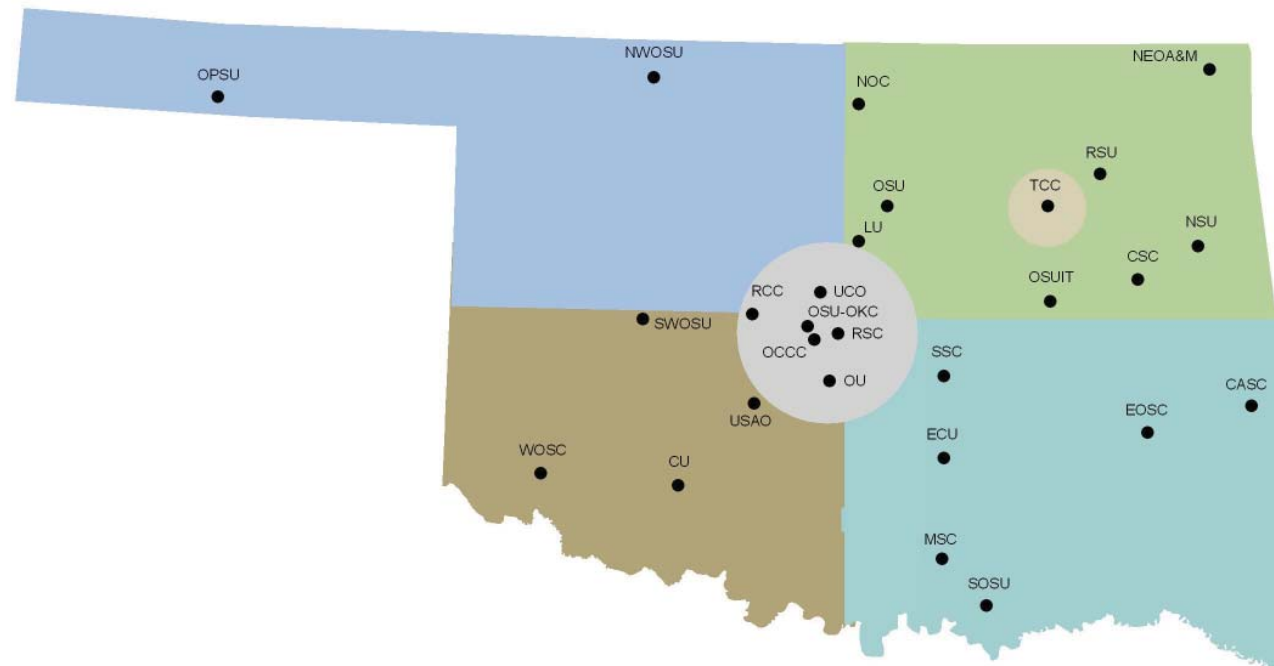 NWOSU
NEOA&M
OPSU
NOC
RSU
TCC
OSU
NSU
LU
CSC
OSUIT
RCC
UCO
OSU-OKC
SWOSU
RSC
OCCC
SSC
OU
CASC
EOSC
USAO
ECU
WOSC
CU
MSC
SOSU